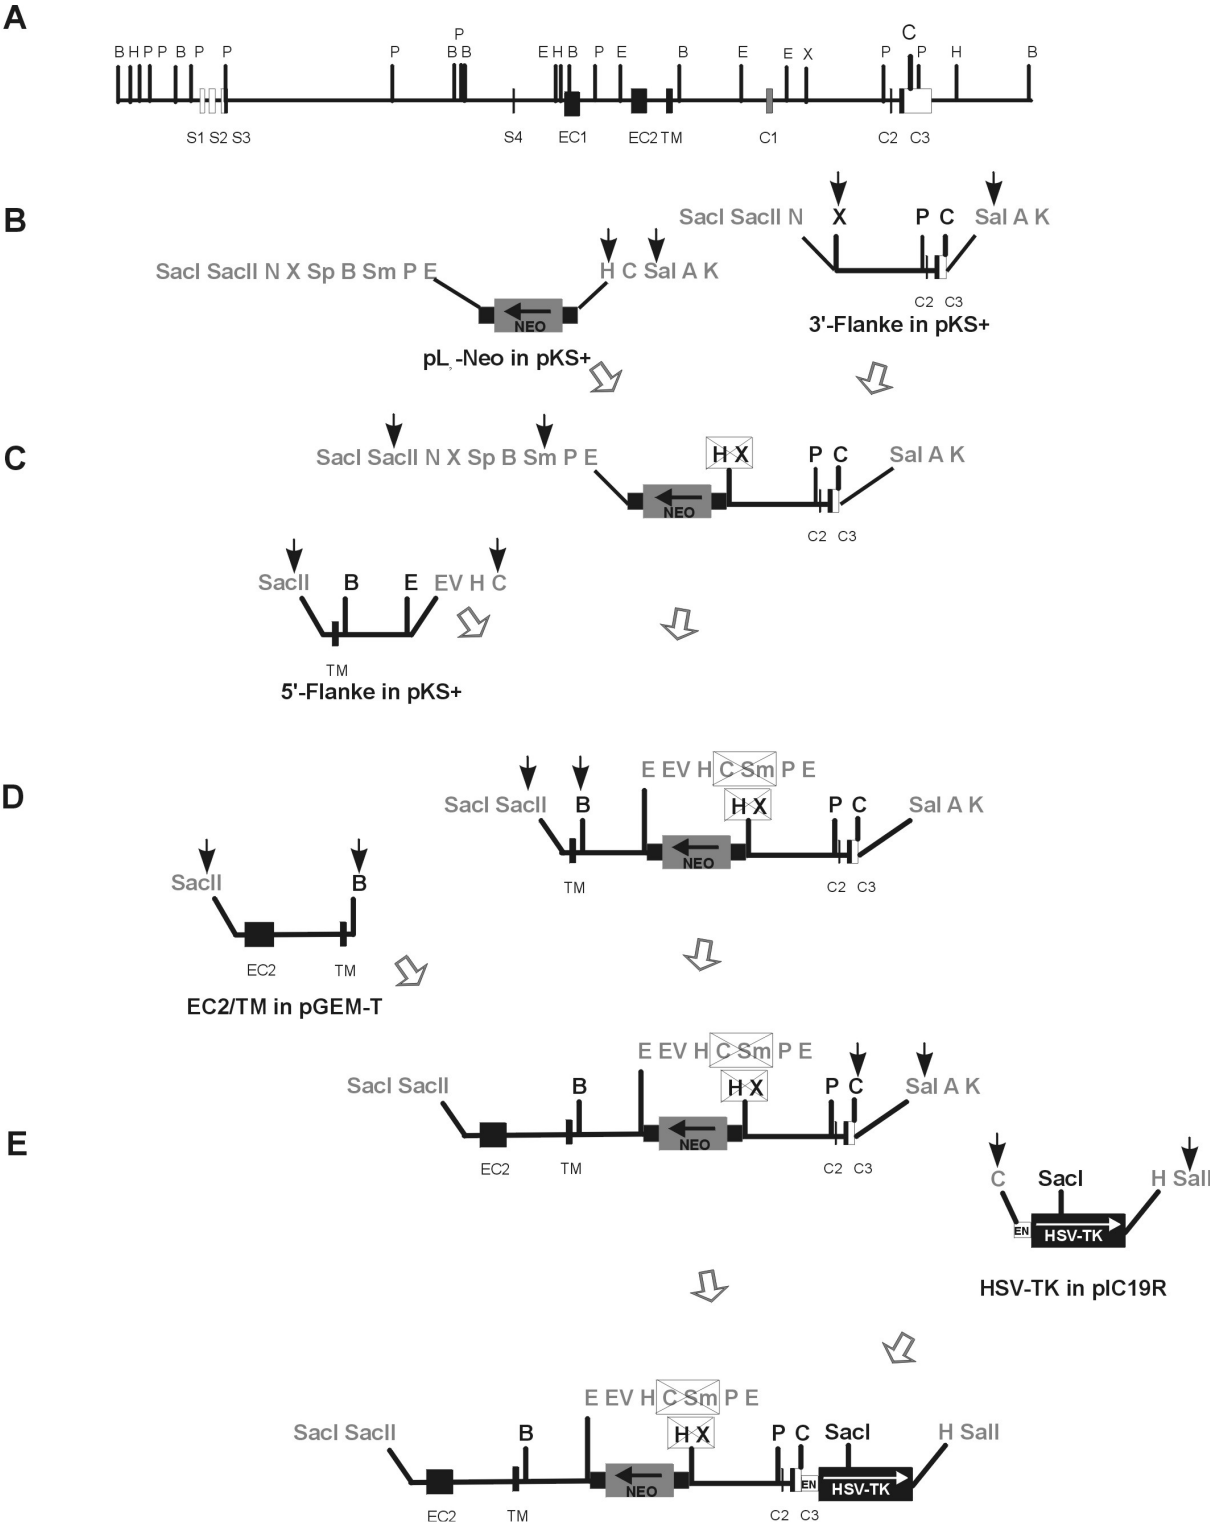 A
B H P P B P P P B P B E H B P E B E E X P C P H B
S1 S2 S3 S4 EC1 EC2 TM C1 C2 C3
B
SacI SacII N X P C Sal A K
SacI SacII N X Sp B Sm P E H C Sal A K
C2 C3
NEO
3'-Flanke in pKS+
pL,-Neo in pKS+
C
SacI SacII N X Sp B Sm P E H X P C Sal A K
NEO
C2 C3
SacII B E EV H C
TM
5'-Flanke in pKS+
E EV H C Sm P E
D
SacI SacII B H X P C Sal A K
NEO
TM C2 C3
SacII B
EC2 TM
EC2/TM in pGEM-T
E EV H C Sm P E
SacI SacII B H X P C Sal A K
E
NEO
EC2 TM C2 C3
C SacI H SalI
EN HSV-TK
HSV-TK in pIC19R
E EV H C Sm P E
SacI SacII B H X P C SacI H SalI
NEO EN HSV-TK
EC2 TM C2 C3